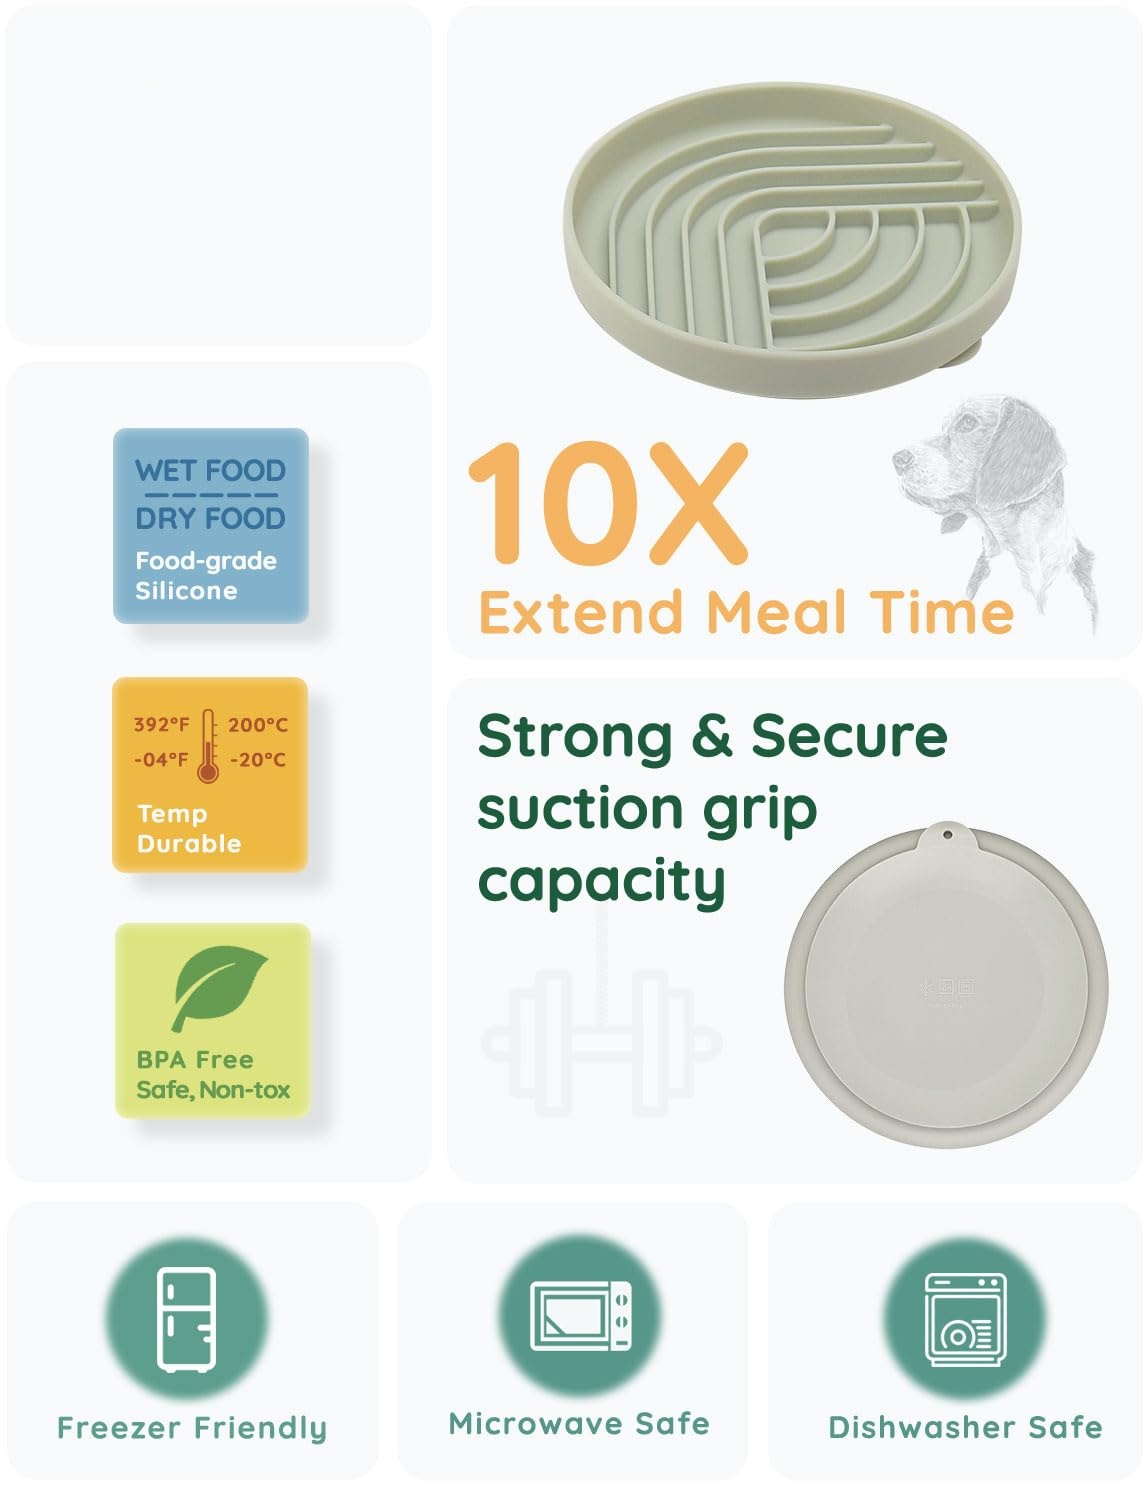 10X
Extend Meal Time
WET FOOD
DRY FOOD
Food-grade
Silicone
392°F 200°C
-04°F -20°C
Temp
Durable
BPA Free
Safe, Non-tox
Strong & Secure
suction grip
capacity
Freezer Friendly
Microwave Safe
Dishwasher Safe